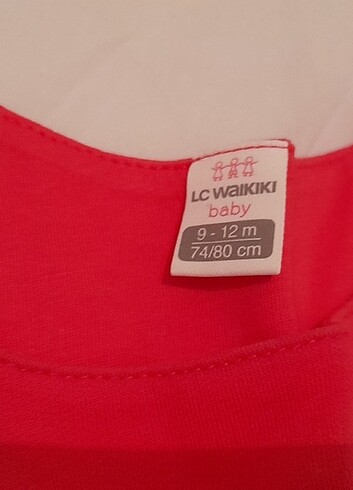 LC WAIKIKI
baby
9 - 12 m
74/80 cm